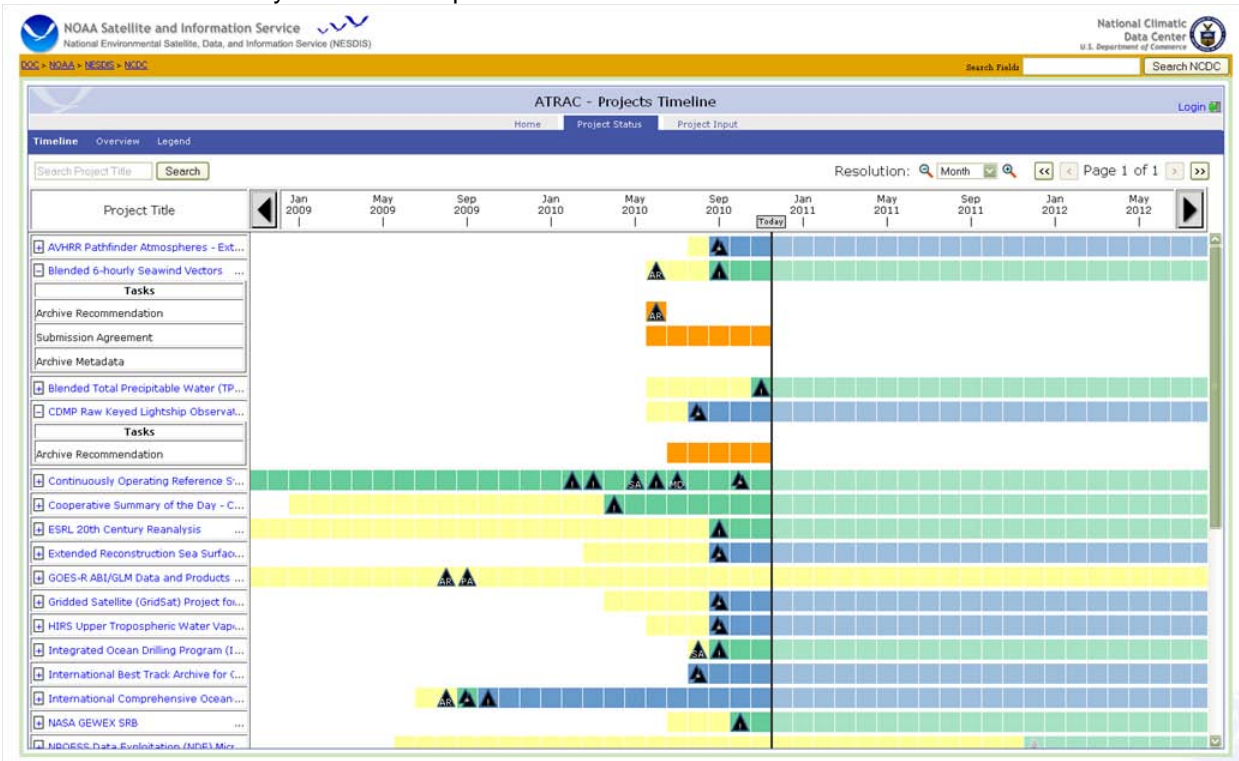 NOAA Satellite and Information Service
National Environmental Satellite, Data, and Information Service (NESDIS)
National Climatic
Data Center
U.S. Department of Commerce
DOC > NOAA > NESDIS > NCDC
Search Field:
Search NCDC
ATRAC - Projects Timeline
Login
Home Project Status Project Input
Timeline Overview Legend
Search Project Title Search
Resolution: Month << < Page 1 of 1 > >>
Project Title
Jan 2009 May 2009 Sep 2009 Jan 2010 May 2010 Sep 2010 Jan 2011 May 2011 Sep 2011 Jan 2012 May 2012
Today
AVHRR Pathfinder Atmospheres - Ext...
Blended 6-hourly Seawind Vectors ...
AR I
Tasks
Archive Recommendation
AR
Submission Agreement
Archive Metadata
Blended Total Precipitable Water (TP...
I
CDMP Raw Keyed Lightship Observat...
Tasks
Archive Recommendation
Continuously Operating Reference S...
I I SA I MD
Cooperative Summary of the Day - C...
I
ESRL 20th Century Reanalysis ...
I
Extended Reconstruction Sea Surfac...
GOES-R ABI/GLM Data and Products ...
AR PA
Gridded Satellite (GridSat) Project for...
HIRS Upper Tropospheric Water Vap...
Integrated Ocean Drilling Program (I...
SA I
International Best Track Archive for (...
International Comprehensive Ocean...
AR I
NASA GEWEX SRB ...
I
NPOESS Data Exploitation (NDE) Micr...